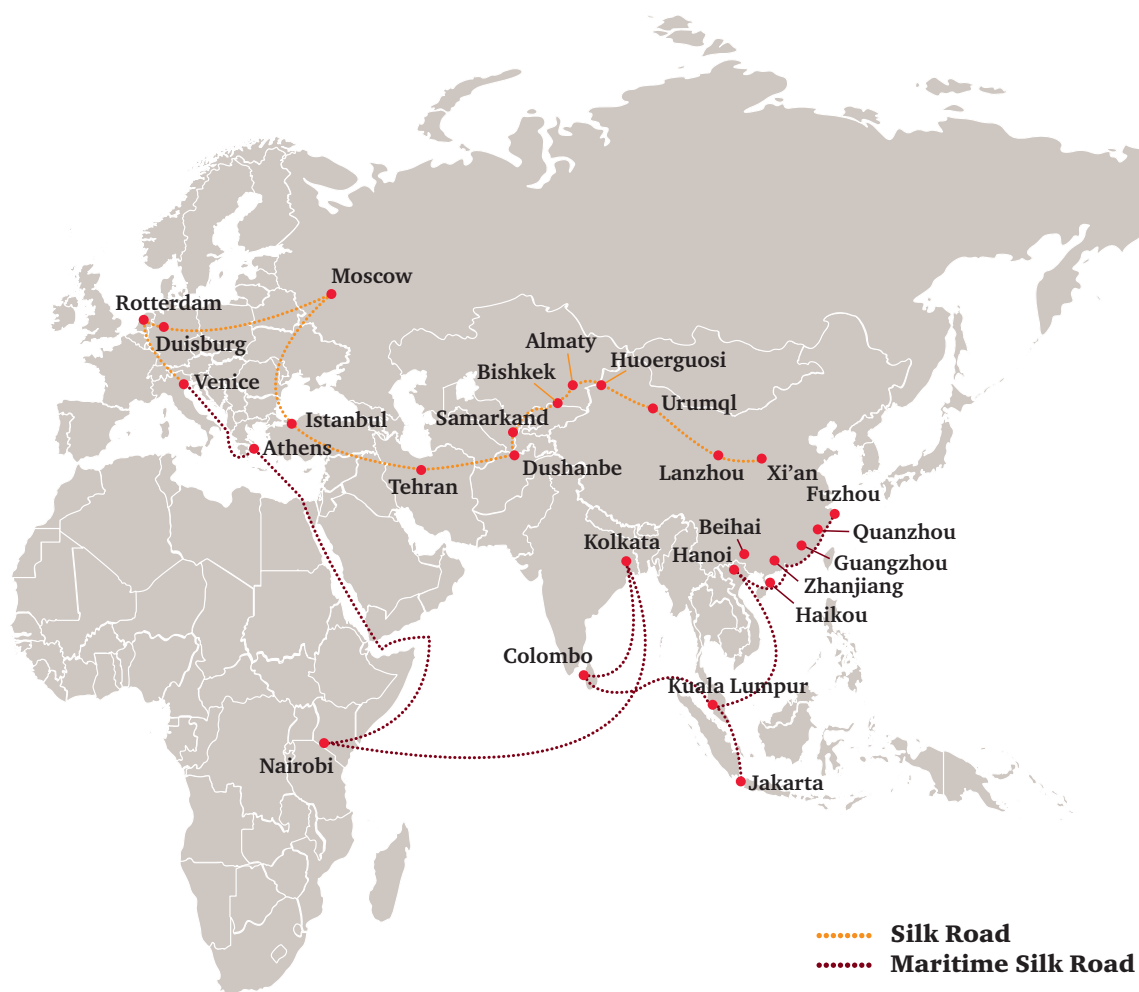 Moscow
Rotterdam
Duisburg
Almaty
Huoerguosi
Bishkek
Venice
Urumql
Samarkand
Istanbul
Athens
Dushanbe
Lanzhou
Xi’an
Tehran
Fuzhou
Beihai
Quanzhou
Kolkata
Hanoi
Guangzhou
Zhanjiang
Haikou
Colombo
Kuala Lumpur
Nairobi
Jakarta
Silk Road
Maritime Silk Road